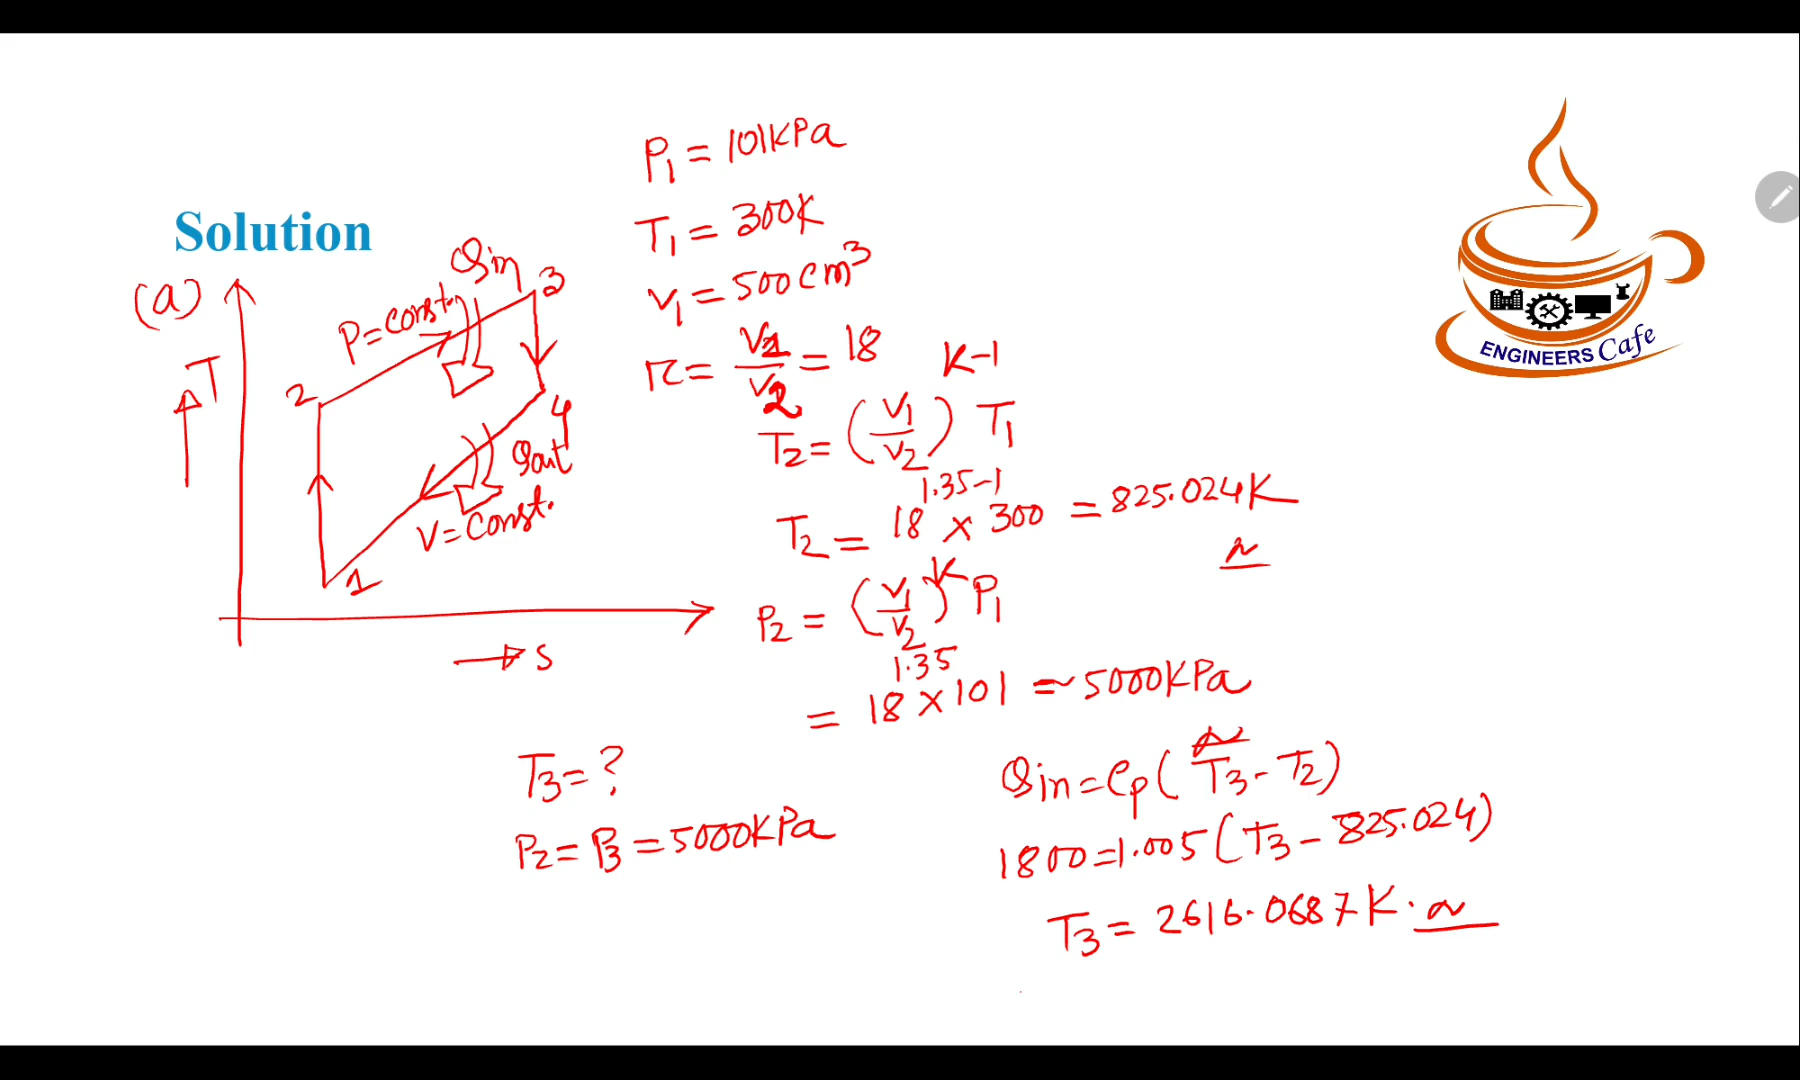 Solution
(a)
T
Qin
P=const.
2
3
4
Qout
V=const.
1
S
P1 = 101kPa
T1 = 300K
V1 = 500cm³
r = V1/V2 = 18
T2 = (V1/V2)^K-1 T1
T2 = 18^1.35-1 × 300 = 825.024K
P2 = (V1/V2)^K P1
= 18^1.35 × 101 ≃ 5000KPa
T3 = ?
P2 = P3 = 5000KPa
Qin = Cp(T3 - T2)
1800 = 1.005(T3 - 825.024)
T3 = 2616.0687K.
ENGINEERS Cafe